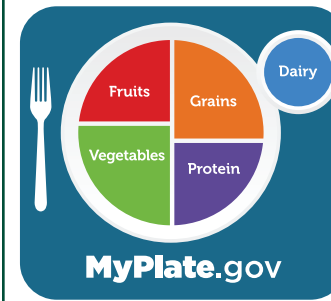 Fruits
Grains
Dairy
Vegetables
Protein
MyPlate.gov